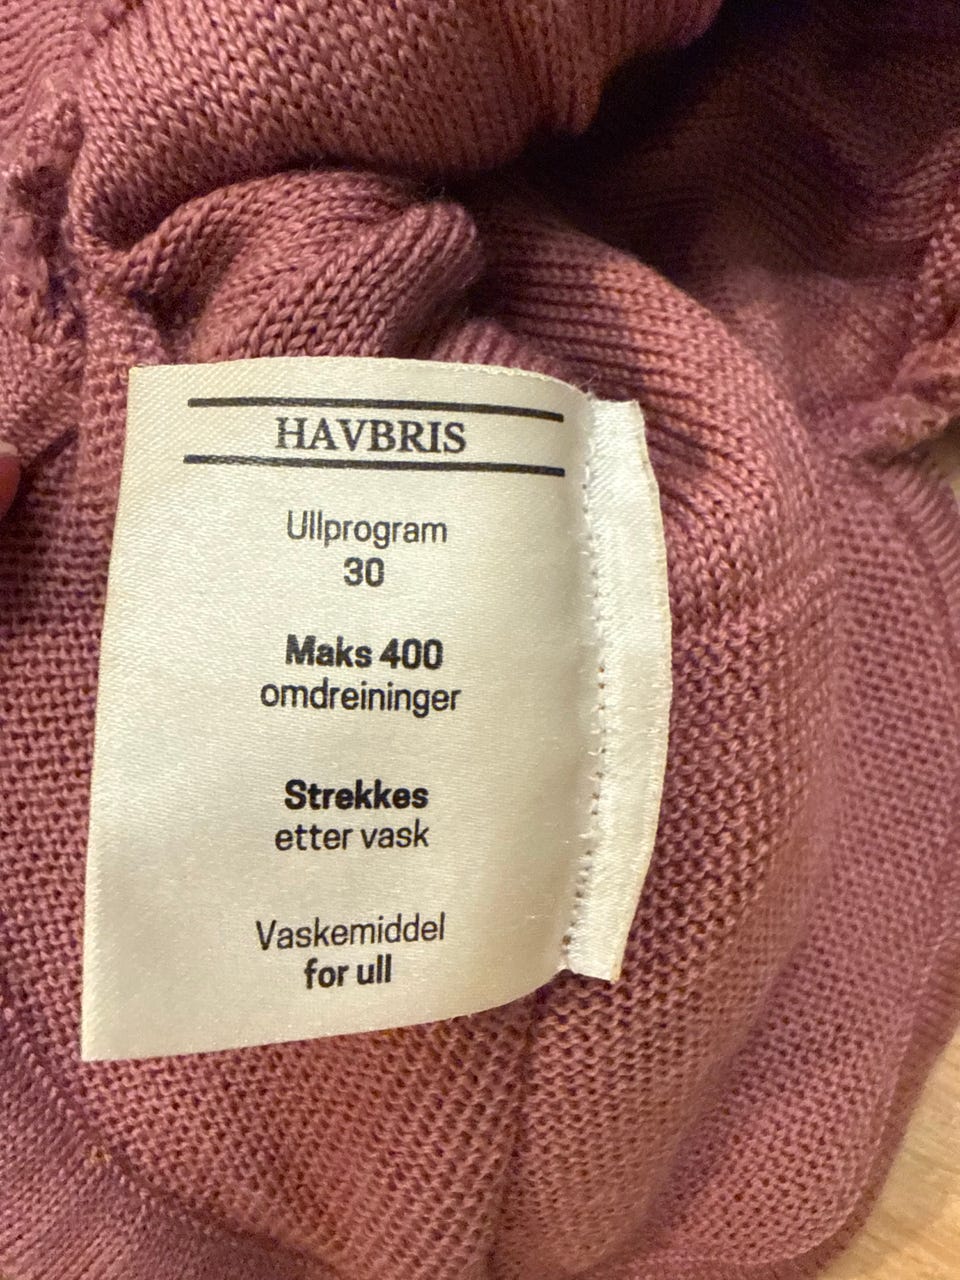 HAVBRIS
Ullprogram
30
Maks 400
omdreininger
Strekkes
etter vask
Vaskemiddel
for ull